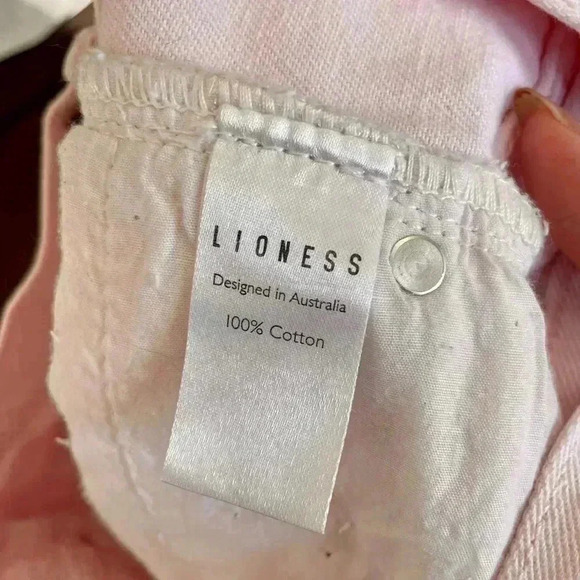 LIONESS
Designed in Australia
100% Cotton